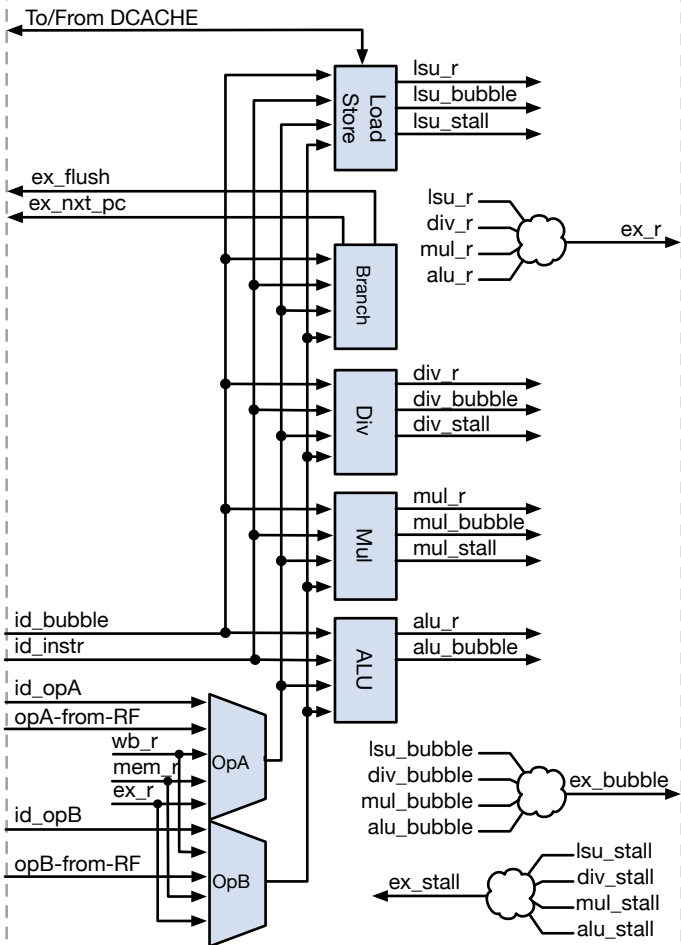 To/From DCACHE
Load
Store
lsu_r
lsu_bubble
lsu_stall
ex_flush
ex_nxt_pc
lsu_r
div_r
mul_r
alu_r
ex_r
Branch
Div
div_r
div_bubble
div_stall
Mul
mul_r
mul_bubble
mul_stall
id_bubble
id_instr
ALU
alu_r
alu_bubble
id_opA
opA-from-RF
wb_r
mem_r
ex_r
OpA
id_opB
opB-from-RF
OpB
lsu_bubble
div_bubble
mul_bubble
alu_bubble
ex_bubble
ex_stall
lsu_stall
div_stall
mul_stall
alu_stall